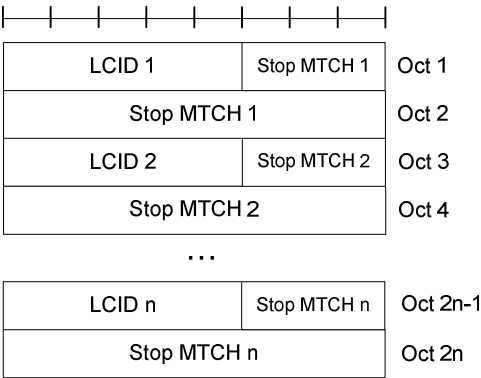 LCID 1 Stop MTCH 1 Oct 1
Stop MTCH 1 Oct 2
LCID 2 Stop MTCH 2 Oct 3
Stop MTCH 2 Oct 4
...
LCID n Stop MTCH n Oct 2n-1
Stop MTCH n Oct 2n